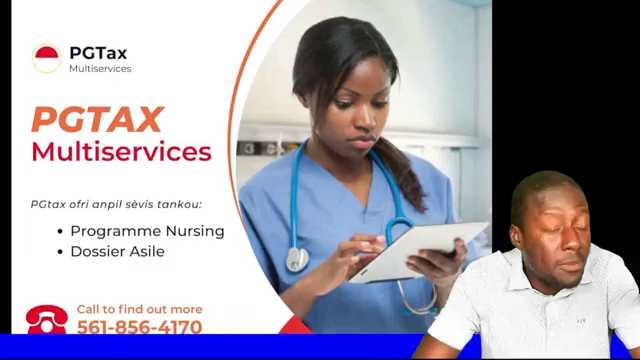 PGTax
Multiservices
PGTAX
Multiservices
PGtax ofri anpil sèvis tankou:
Programme Nursing
Dossier Asile
Call to find out more
561-856-4170